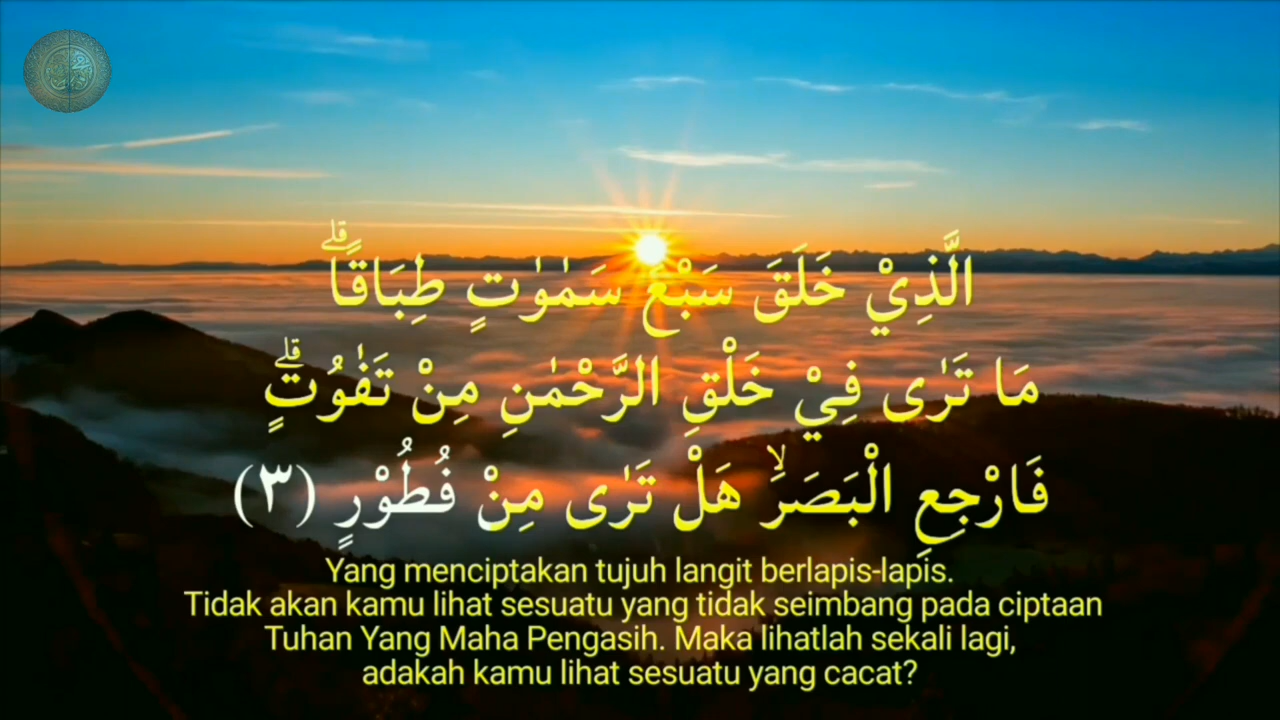 الَّذِيْ خَلَقَ سَبْعَ سَمٰوٰتٍ طِبَاقًاۗ
مَا تَرٰى فِيْ خَلْقِ الرَّحْمٰنِ مِنْ تَفٰوُتٍۗ
فَارْجِعِ الْبَصَرَۙ هَلْ تَرٰى مِنْ فُطُوْرٍ (٣)
Yang menciptakan tujuh langit berlapis-lapis.
Tidak akan kamu lihat sesuatu yang tidak seimbang pada ciptaan
Tuhan Yang Maha Pengasih. Maka lihatlah sekali lagi,
adakah kamu lihat sesuatu yang cacat?